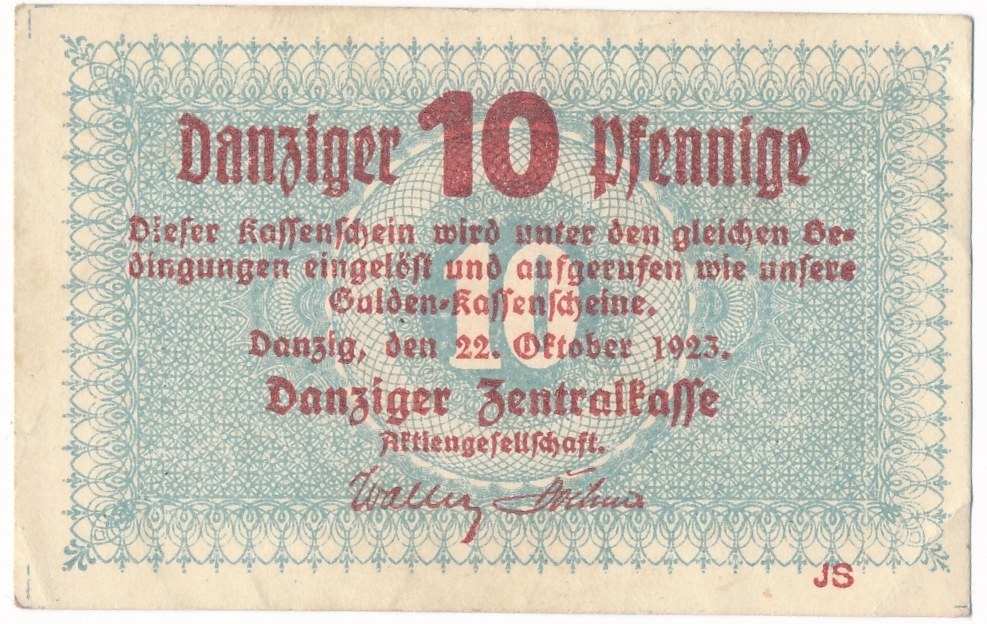 Danziger 10 Pfennige
Dieser Kassenschein wird unter den gleichen Be-
dingungen eingelöst und aufgerufen wie unsere
Gulden-Kassenscheine.
10
Danzig, den 22. Oktober 1923.
Danziger Zentralkasse
Aktiengesellschaft.
JS